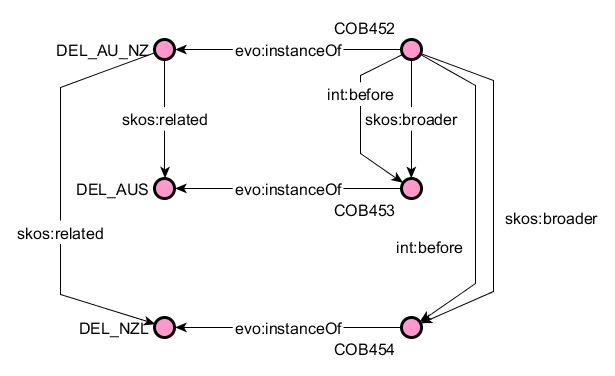 COB452
DEL_AU_NZ
evo:instanceOf
int:before
skos:related
skos:broader
DEL_AUS
evo:instanceOf
COB453
skos:related
skos:broader
int:before
DEL_NZL
evo:instanceOf
COB454